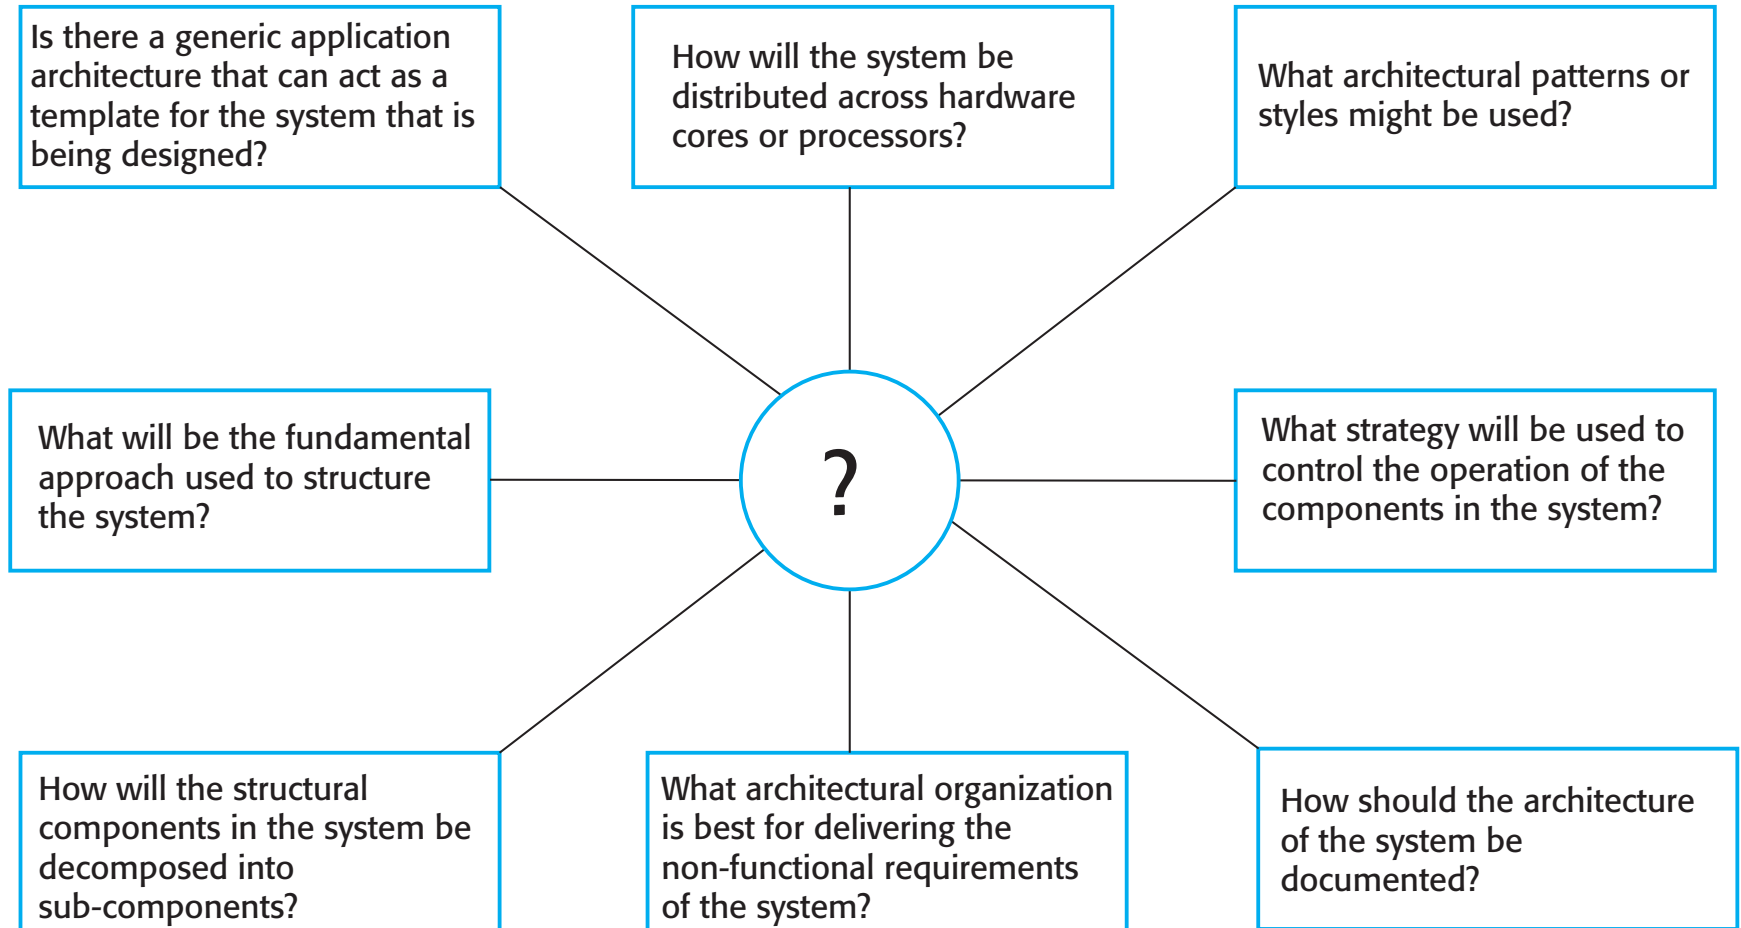 Is there a generic application
architecture that can act as a
template for the system that is
being designed?
How will the system be
distributed across hardware
cores or processors?
What architectural patterns or
styles might be used?
What will be the fundamental
approach used to structure
the system?
?
What strategy will be used to
control the operation of the
components in the system?
How will the structural
components in the system be
decomposed into
sub-components?
What architectural organization
is best for delivering the
non-functional requirements
of the system?
How should the architecture
of the system be
documented?